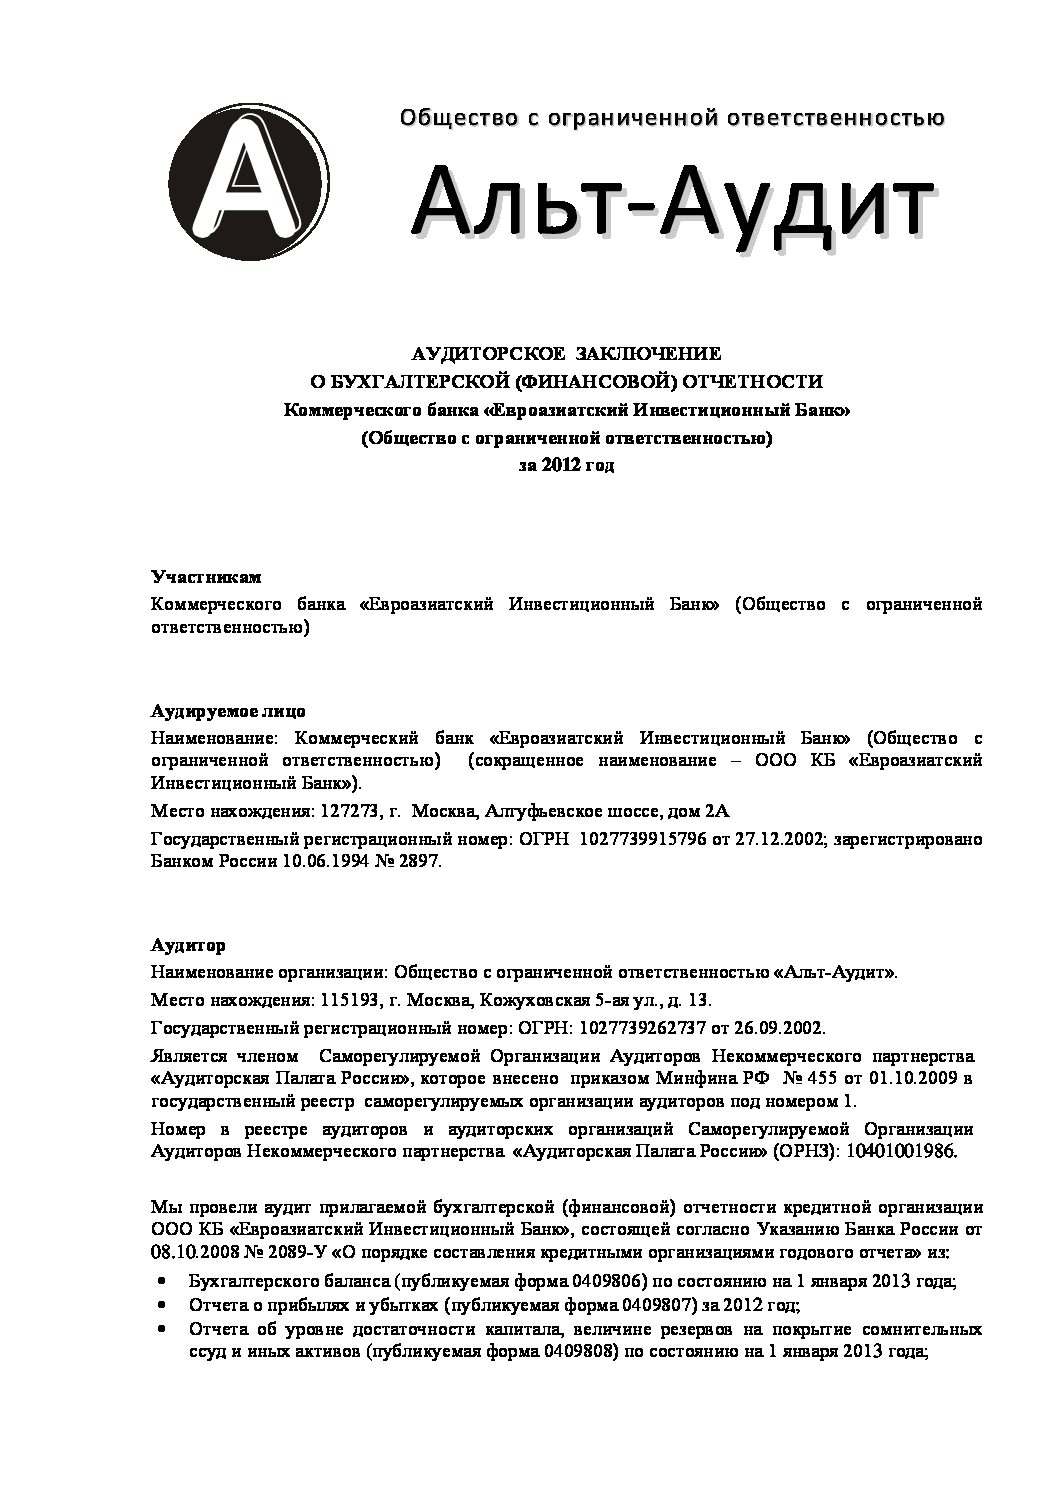 А
Общество с ограниченной ответственностью
Альт-Аудит
АУДИТОРСКОЕ ЗАКЛЮЧЕНИЕ
О БУХГАЛТЕРСКОЙ (ФИНАНСОВОЙ) ОТЧЕТНОСТИ
Коммерческого банка «Евроазиатский Инвестиционный Банк»
(Общество с ограниченной ответственностью)
за 2012 год
Участникам
Коммерческого банка «Евроазиатский Инвестиционный Банк» (Общество с ограниченной
ответственностью)
Аудируемое лицо
Наименование: Коммерческий банк «Евроазиатский Инвестиционный Банк» (Общество с
ограниченной ответственностью) (сокращенное наименование – ООО КБ «Евроазиатский
Инвестиционный Банк»).
Место нахождения: 127273, г. Москва, Алтуфьевское шоссе, дом 2А
Государственный регистрационный номер: ОГРН 1027739915796 от 27.12.2002; зарегистрировано
Банком России 10.06.1994 № 2897.
Аудитор
Наименование организации: Общество с ограниченной ответственностью «Альт-Аудит».
Место нахождения: 115193, г. Москва, Кожуховская 5-ая ул., д. 13.
Государственный регистрационный номер: ОГРН: 1027739262737 от 26.09.2002.
Является членом Саморегулируемой Организации Аудиторов Некоммерческого партнерства
«Аудиторская Палата России», которое внесено приказом Минфина РФ № 455 от 01.10.2009 в
государственный реестр саморегулируемых организации аудиторов под номером 1.
Номер в реестре аудиторов и аудиторских организаций Саморегулируемой Организации
Аудиторов Некоммерческого партнерства «Аудиторская Палата России» (ОРНЗ): 10401001986.
Мы провели аудит прилагаемой бухгалтерской (финансовой) отчетности кредитной организации
ООО КБ «Евроазиатский Инвестиционный Банк», состоящей согласно Указанию Банка России от
08.10.2008 № 2089-У «О порядке составления кредитными организациями годового отчета» из:
• Бухгалтерского баланса (публикуемая форма 0409806) по состоянию на 1 января 2013 года;
• Отчета о прибылях и убытках (публикуемая форма 0409807) за 2012 год;
• Отчета об уровне достаточности капитала, величине резервов на покрытие сомнительных
ссуд и иных активов (публикуемая форма 0409808) по состоянию на 1 января 2013 года;